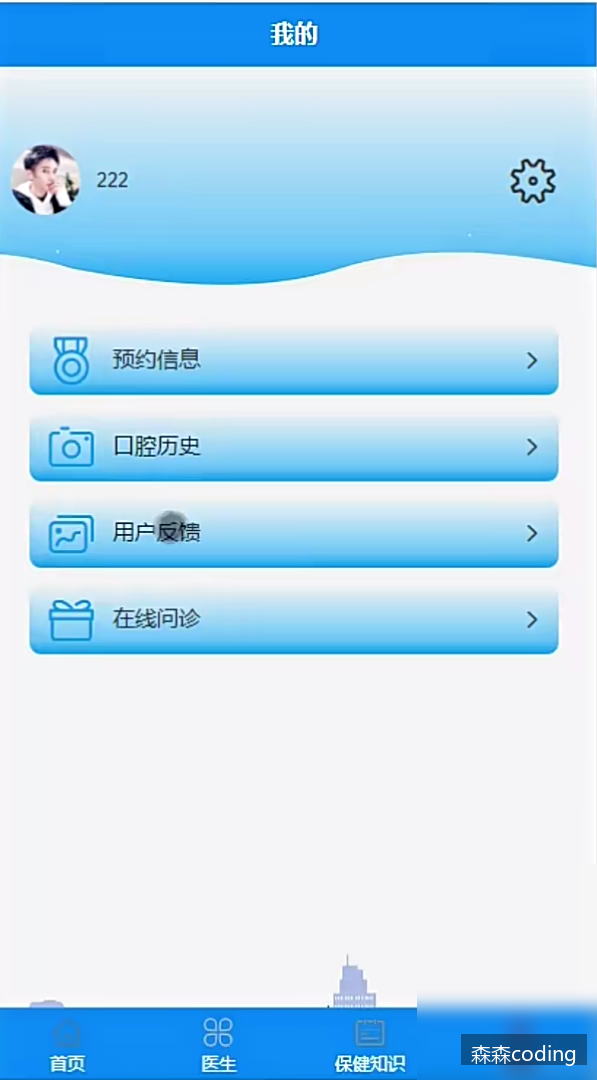 我的
222
预约信息
口腔历史
用户反馈
在线问诊
首页
医生
保健知识
森森coding